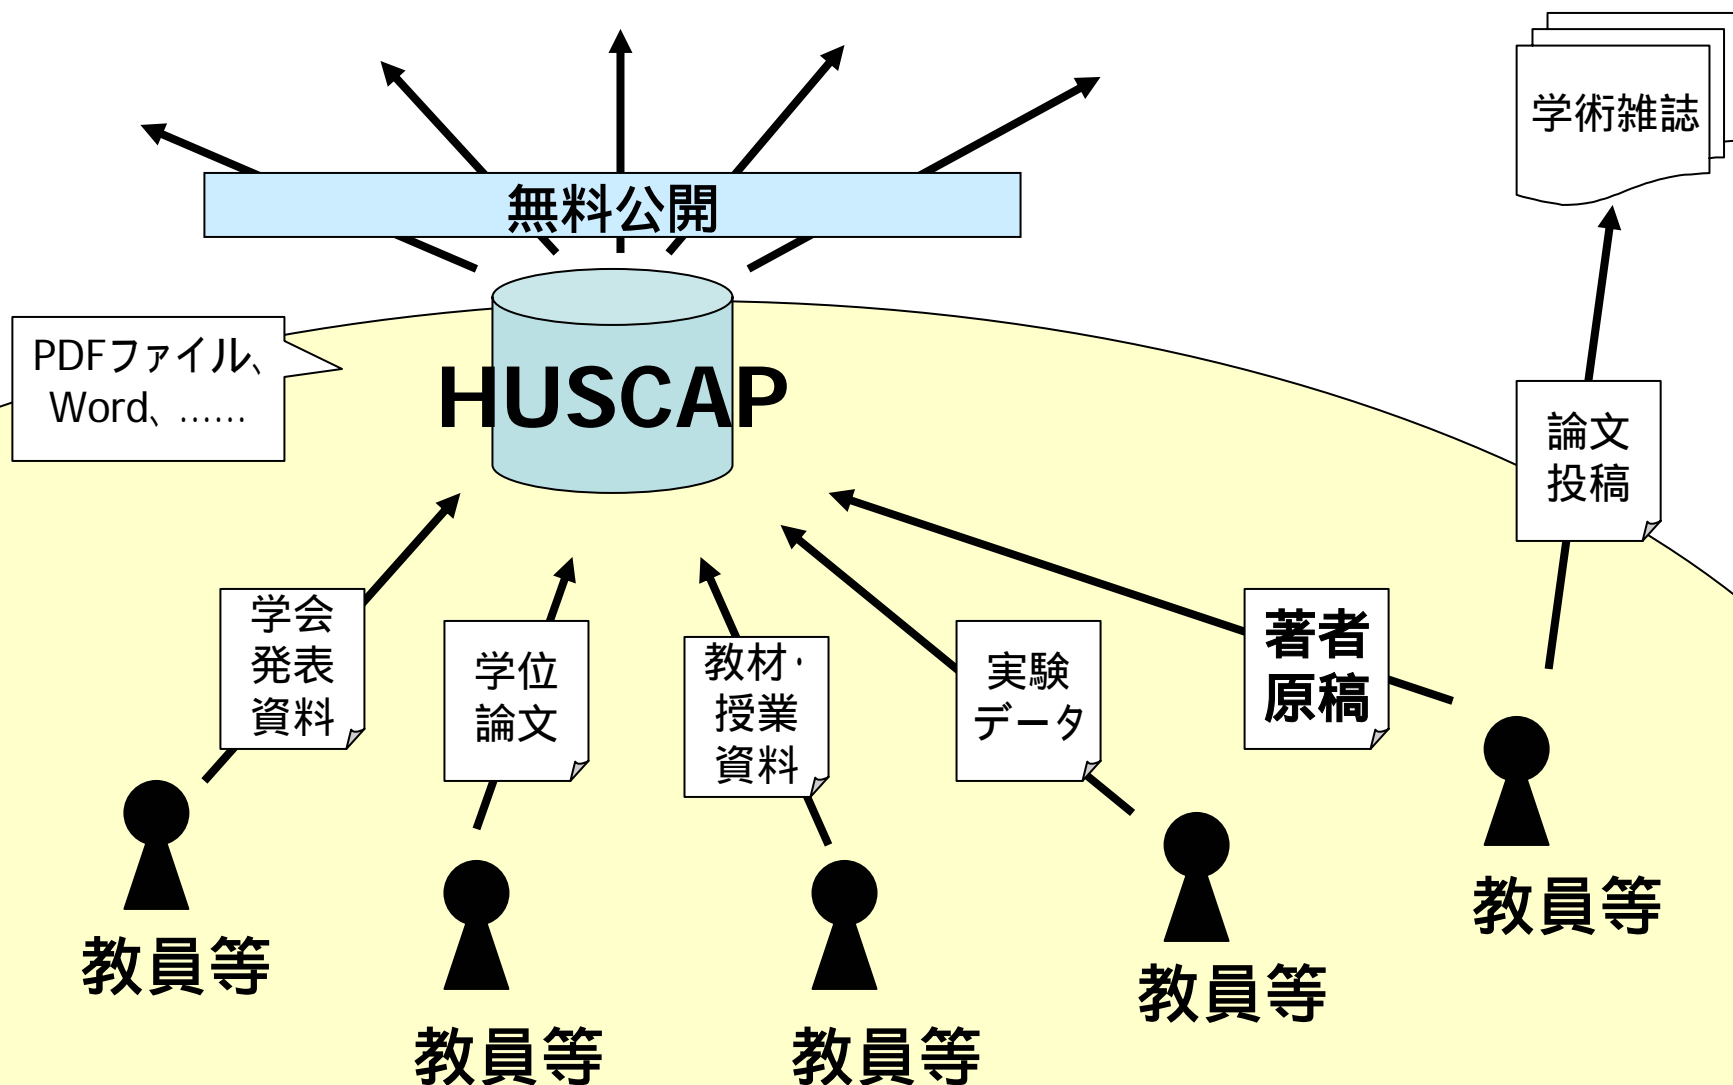 学術雑誌
無料公開
PDFファイル、
Word、……
HUSCAP
論文
投稿
学会
発表
資料
学位
論文
教材・
授業
資料
実験
データ
著者
原稿
教員等
教員等
教員等
教員等
教員等